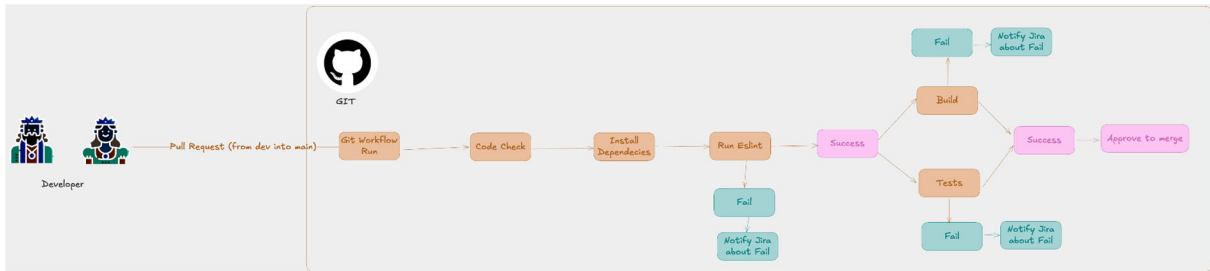 GIT
Developer
Pull Request (from dev into main)
Git Workflow
Run
Code Check
Install
Dependecies
Run Eslint
Fail
Notify Jira
about Fail
Success
Build
Fail
Notify Jira
about Fail
Tests
Fail
Notify Jira
about Fail
Success
Approve to merge